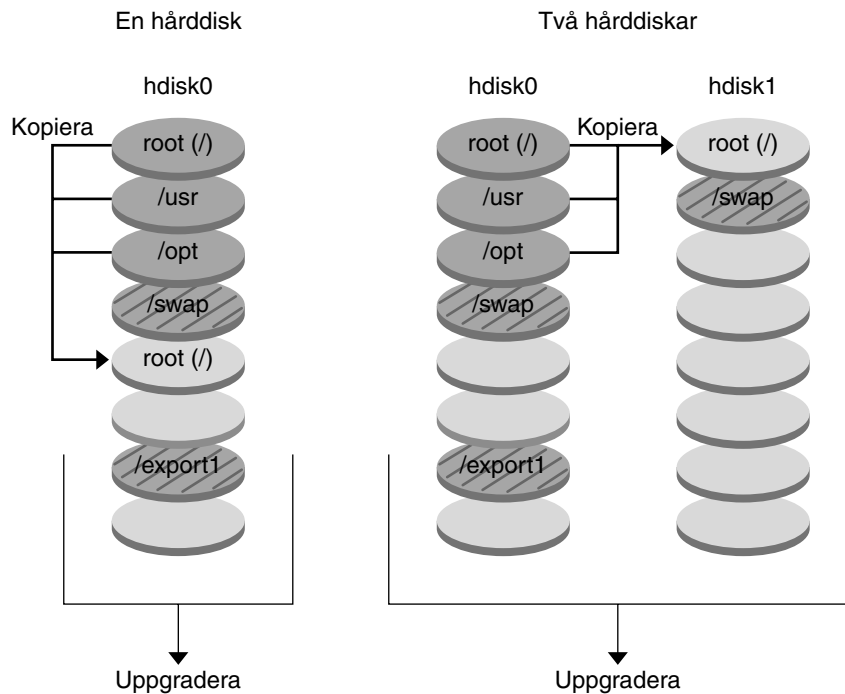 En hårddisk
hdisk0
Kopiera
root (/)
/usr
/opt
/swap
root (/)
/export1
Uppgradera
Två hårddiskar
hdisk0
hdisk1
Kopiera
root (/)
/usr
/opt
/swap
/export1
root (/)
/swap
Uppgradera